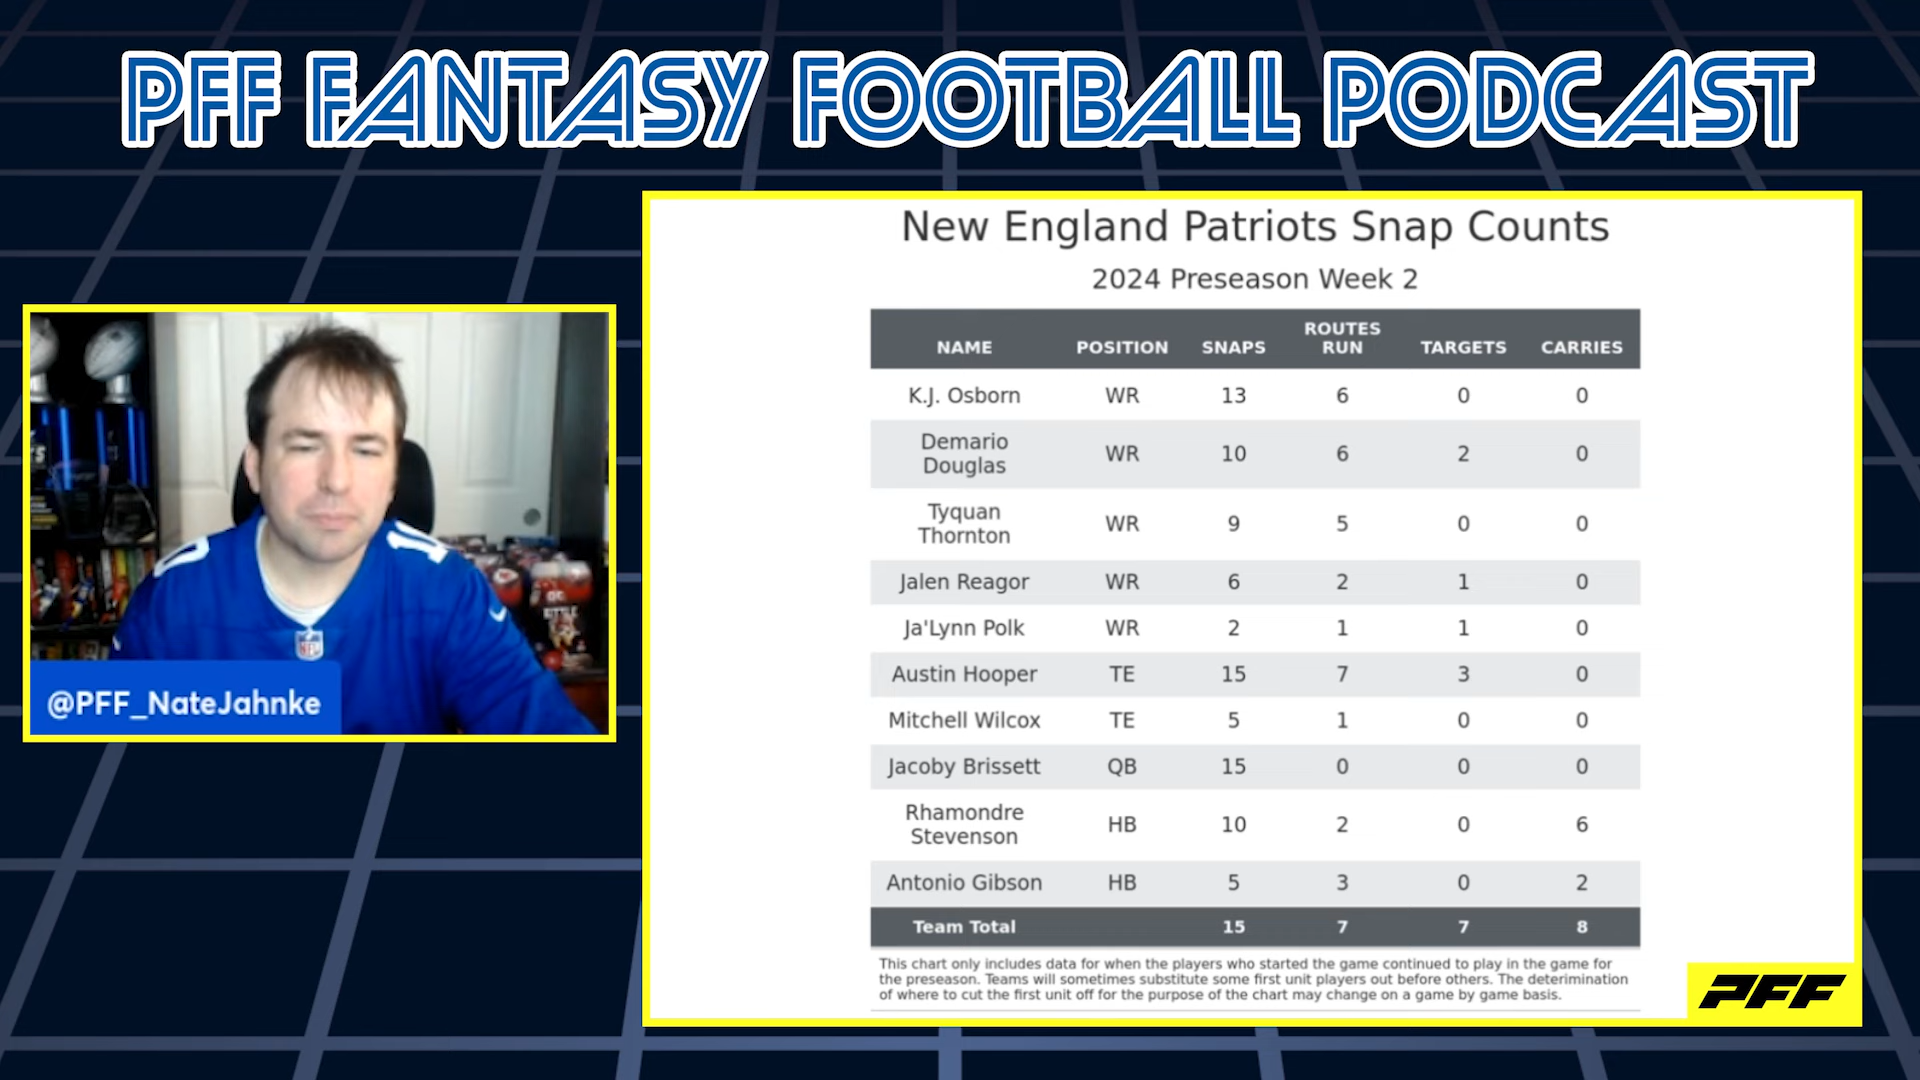 PFF FANTASY FOOTBALL PODCAST
New England Patriots Snap Counts
2024 Preseason Week 2
NAME POSITION SNAPS ROUTES RUN TARGETS CARRIES
K.J. Osborn WR 13 6 0 0
Demario Douglas WR 10 6 2 0
Tyquan Thornton WR 9 5 0 0
Jalen Reagor WR 6 2 1 0
Ja'Lynn Polk WR 2 1 1 0
Austin Hooper TE 15 7 3 0
Mitchell Wilcox TE 5 1 0 0
Jacoby Brissett QB 15 0 0 0
Rhamondre Stevenson HB 10 2 0 6
Antonio Gibson HB 5 3 0 2
Team Total 15 7 7 8
This chart only includes data for when the players who started the game continued to play in the game for
the preseason. Teams will sometimes substitute some first unit players out before others. The determination
of where to cut the first unit off for the purpose of the chart may change on a game by game basis.
@PFF_NateJahnke
NFL
PFF